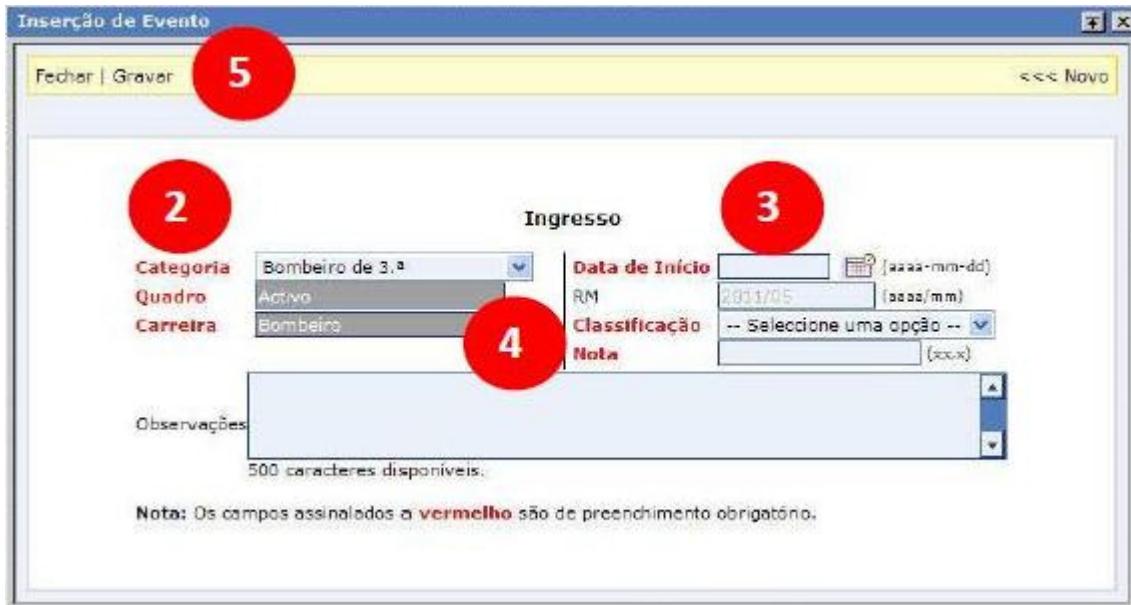 Inserção de Evento
Fechar | Gravar 5 <<< Novo
2 3
Ingresso
Categoria Bombeiro de 3.ª Data de Início (aaaa-mm-dd)
Quadro Activo RM 2011/05 (aaaa/mm)
Carreira Bombeiro Classificação -- Seleccione uma opção --
4 Nota (xx.x)
Observações
500 caracteres disponíveis.
Nota: Os campos assinalados a vermelho são de preenchimento obrigatório.